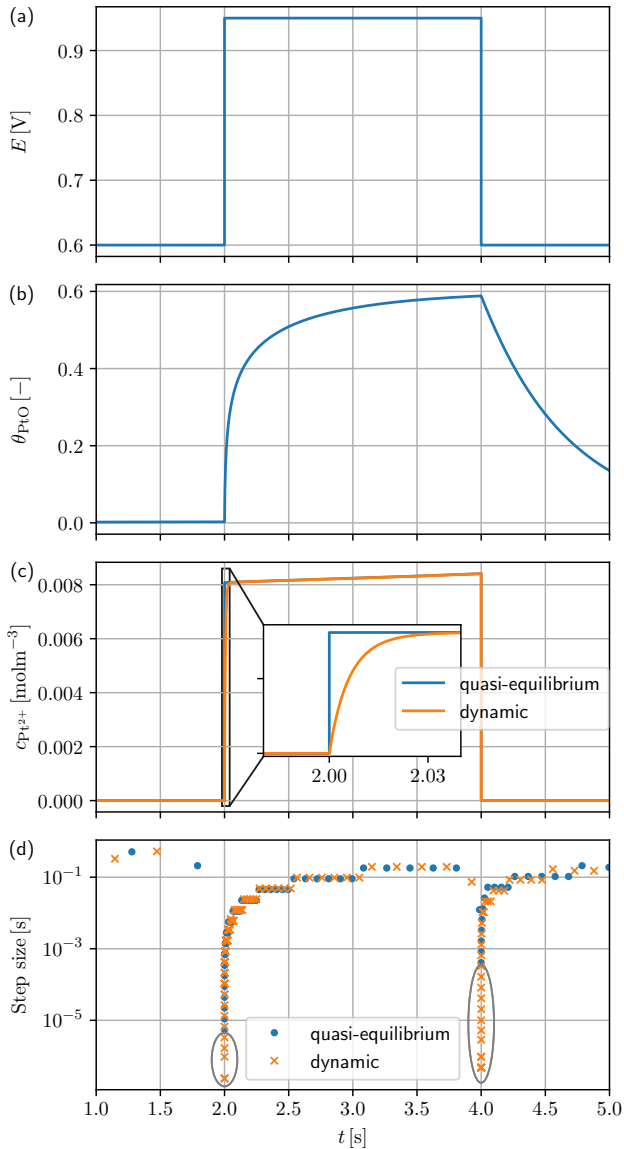 (a)
0.9
0.8
0.7
0.6
E [V]
(b)
0.6
0.4
0.2
0.0
θPtO [−]
(c)
0.008
0.006
0.004
0.002
0.000
cPt²⁺ [molm⁻³]
quasi-equilibrium
dynamic
2.00 2.03
(d)
10⁻¹
10⁻³
10⁻⁵
Step size [s]
quasi-equilibrium
dynamic
1.0 1.5 2.0 2.5 3.0 3.5 4.0 4.5 5.0
t [s]